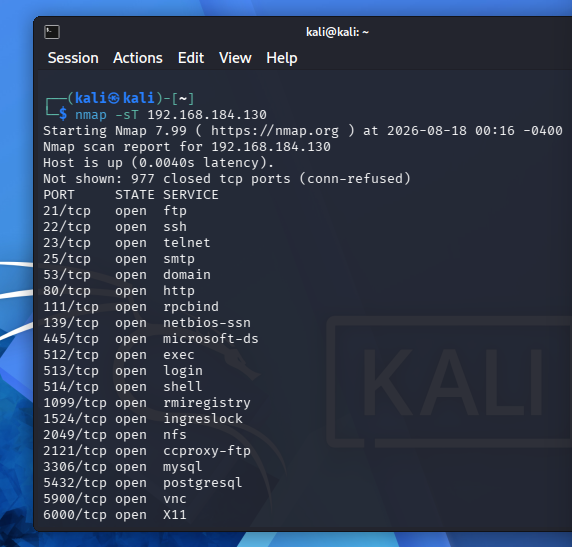 kali@kali: ~
Session Actions Edit View Help
┌──(kali㉿kali)-[~]
└─$ nmap -sT 192.168.184.130
Starting Nmap 7.99 ( https://nmap.org ) at 2026-08-18 00:16 -0400
Nmap scan report for 192.168.184.130
Host is up (0.0040s latency).
Not shown: 977 closed tcp ports (conn-refused)
PORT     STATE SERVICE
21/tcp   open  ftp
22/tcp   open  ssh
23/tcp   open  telnet
25/tcp   open  smtp
53/tcp   open  domain
80/tcp   open  http
111/tcp  open  rpcbind
139/tcp  open  netbios-ssn
445/tcp  open  microsoft-ds
512/tcp  open  exec
513/tcp  open  login
514/tcp  open  shell
1099/tcp open  rmiregistry
1524/tcp open  ingreslock
2049/tcp open  nfs
2121/tcp open  ccproxy-ftp
3306/tcp open  mysql
5432/tcp open  postgresql
5900/tcp open  vnc
6000/tcp open  X11
KALI